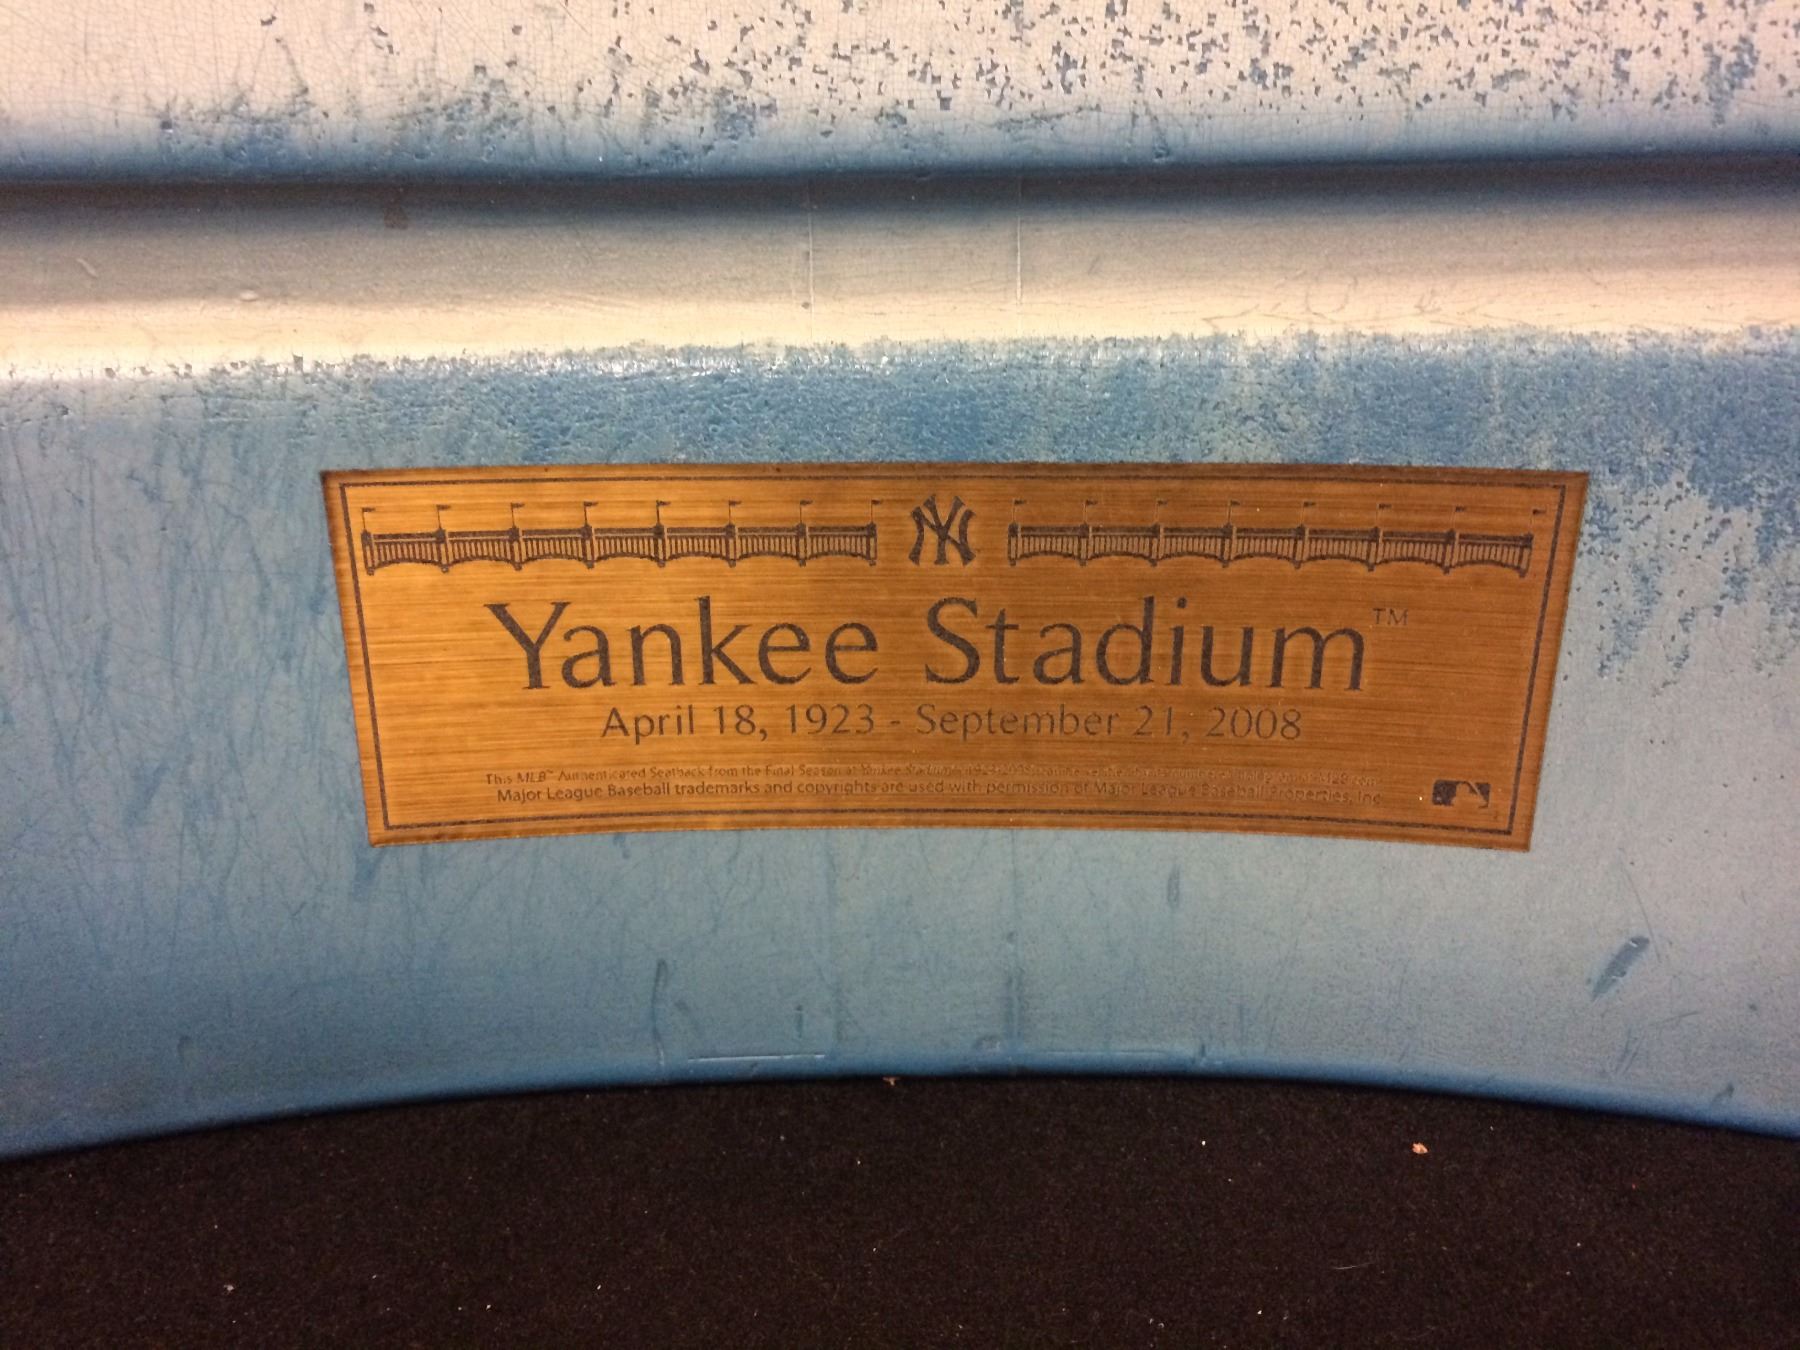 NY
Yankee Stadium™
April 18, 1923 - September 21, 2008
This MLB™ Authenticated Seatback from the Final Season at Yankee Stadium
Major League Baseball trademarks and copyrights are used with permission of Major League Baseball Properties, Inc